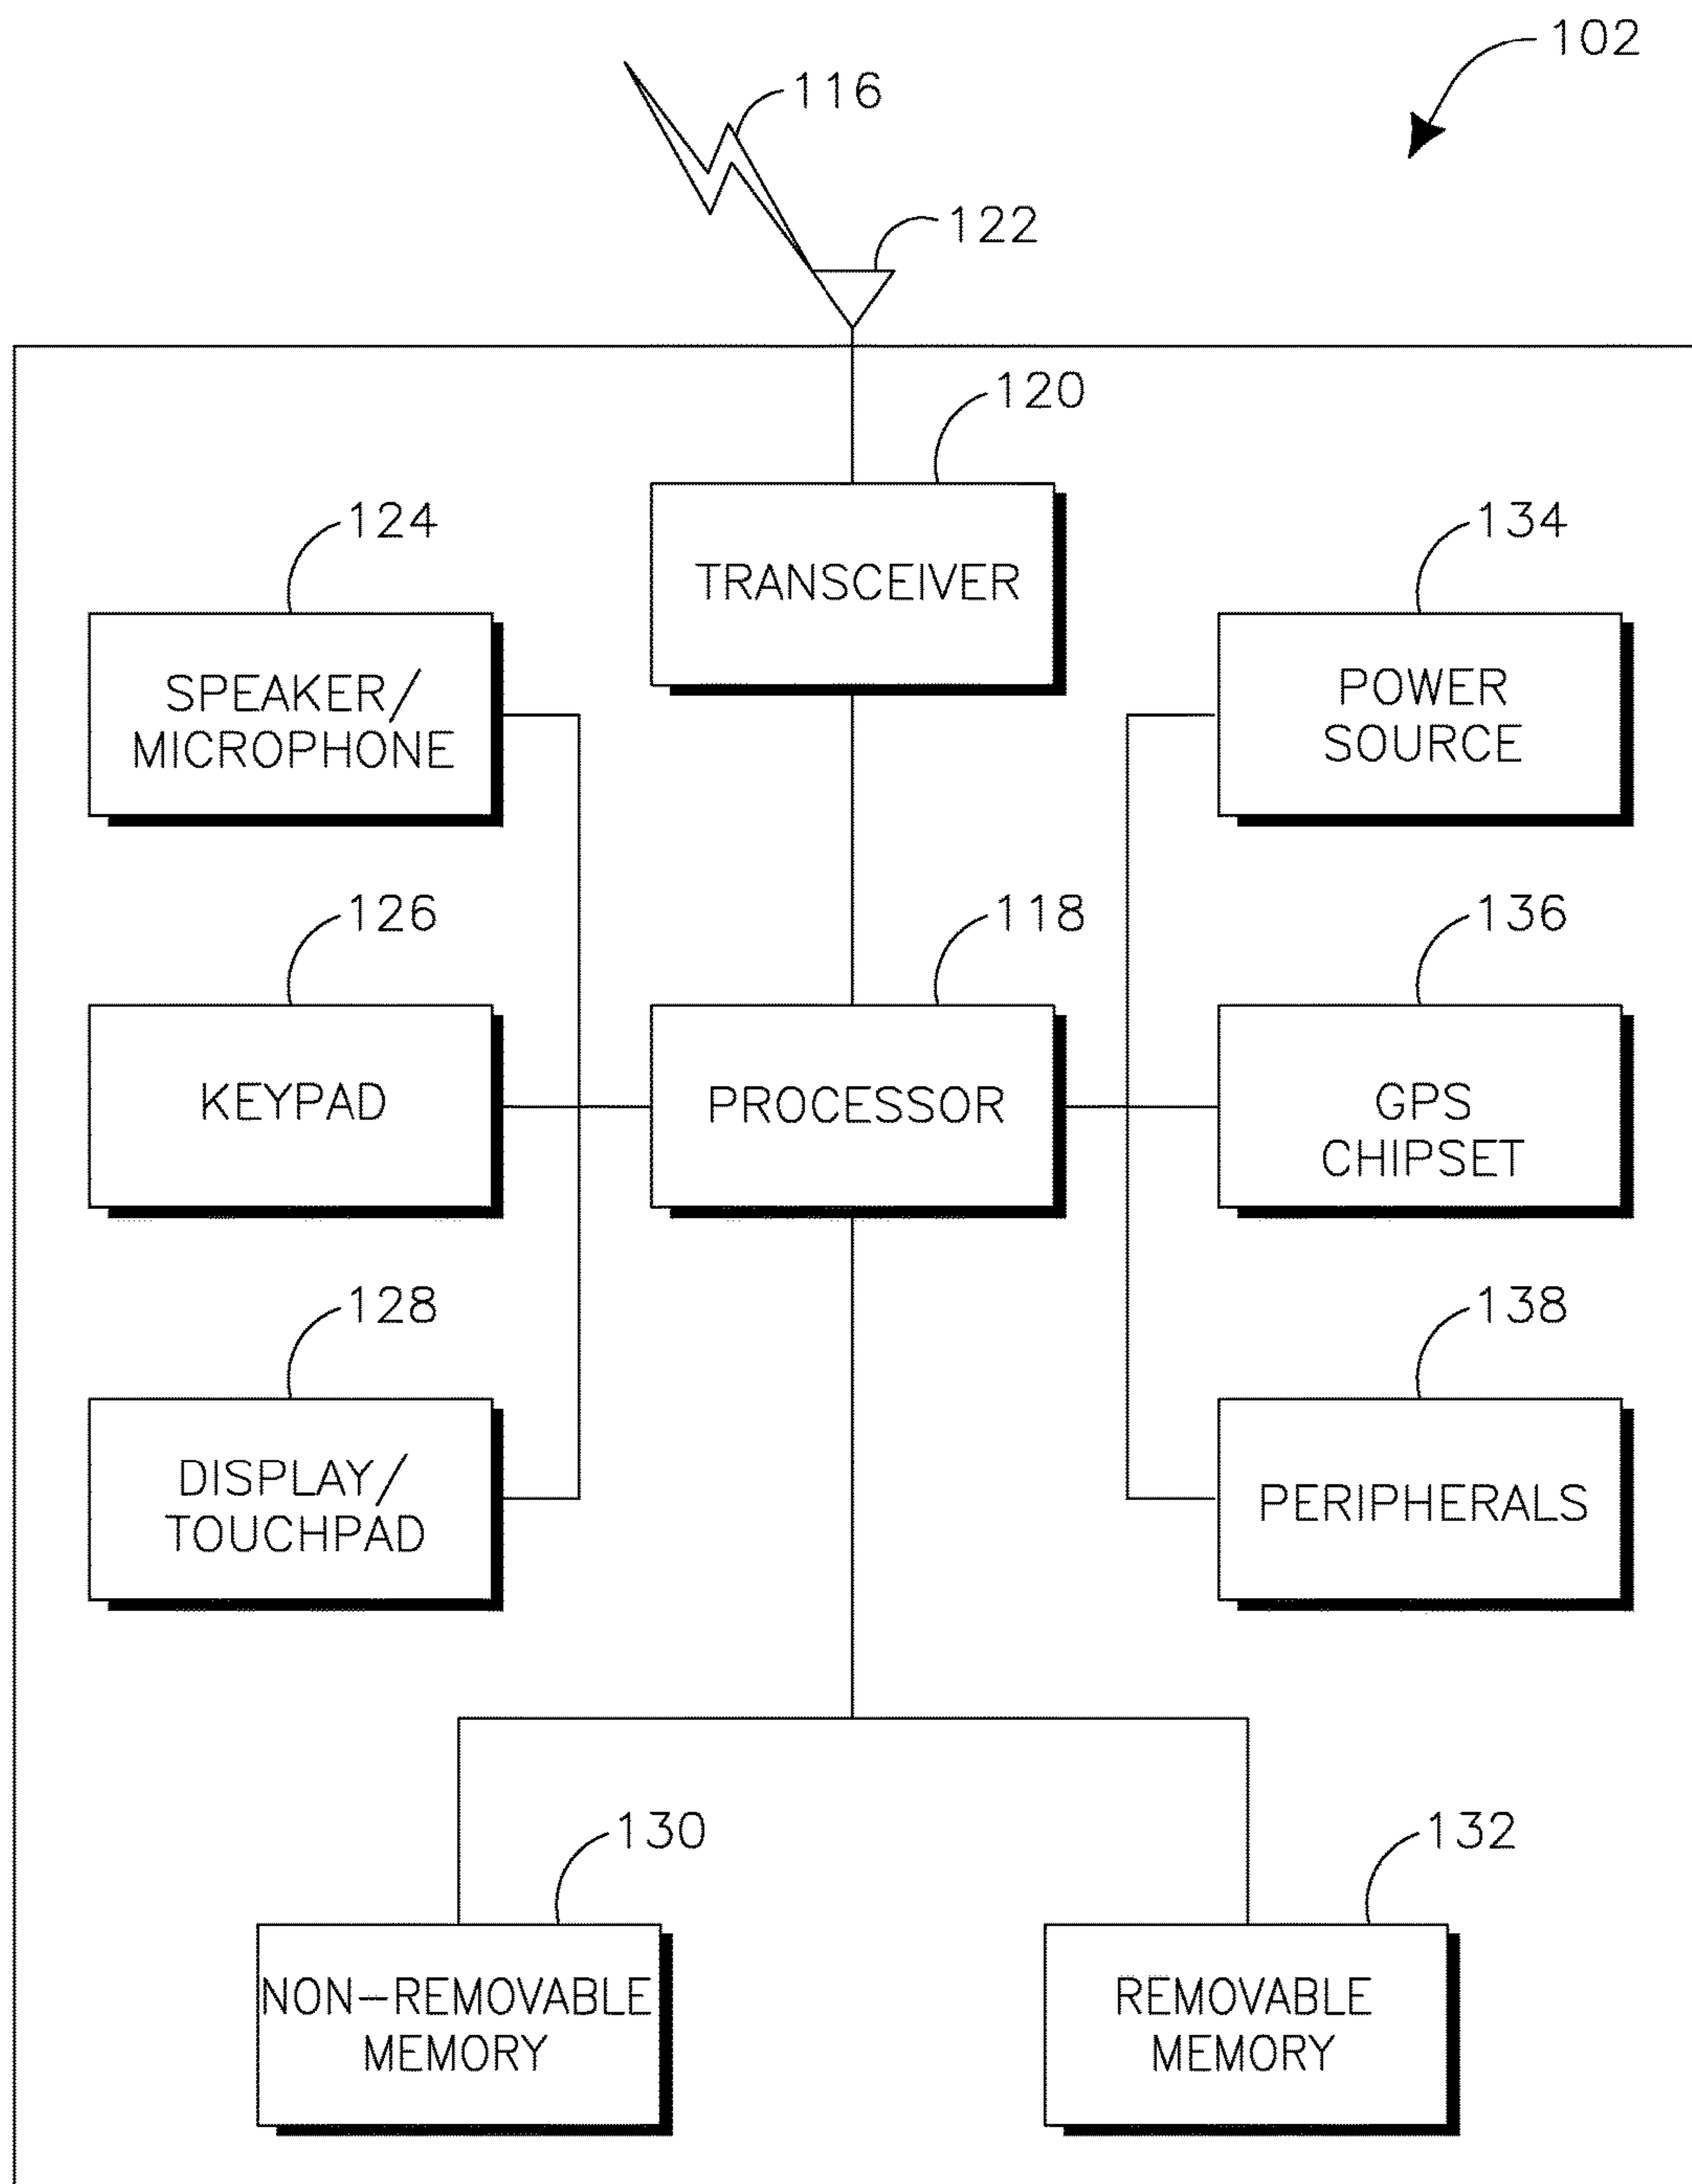 102
116
122
120
TRANSCEIVER
124
SPEAKER/
MICROPHONE
134
POWER
SOURCE
126
KEYPAD
118
PROCESSOR
136
GPS
CHIPSET
128
DISPLAY/
TOUCHPAD
138
PERIPHERALS
130
NON-REMOVABLE
MEMORY
132
REMOVABLE
MEMORY